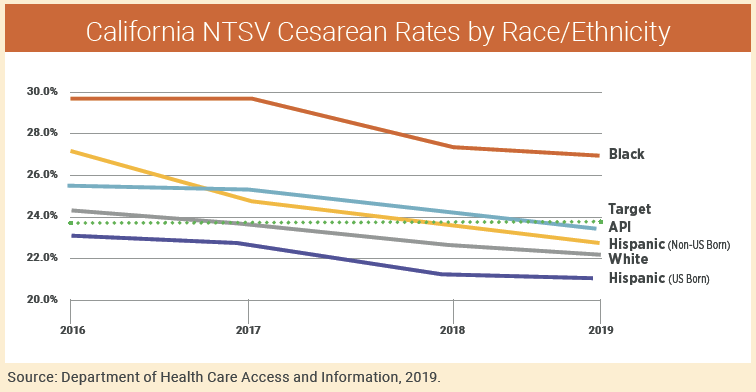 California NTSV Cesarean Rates by Race/Ethnicity
30.0%
28.0%
26.0%
24.0%
22.0%
20.0%
2016 2017 2018 2019
Black
Target
API
Hispanic (Non-US Born)
White
Hispanic (US Born)
Source: Department of Health Care Access and Information, 2019.